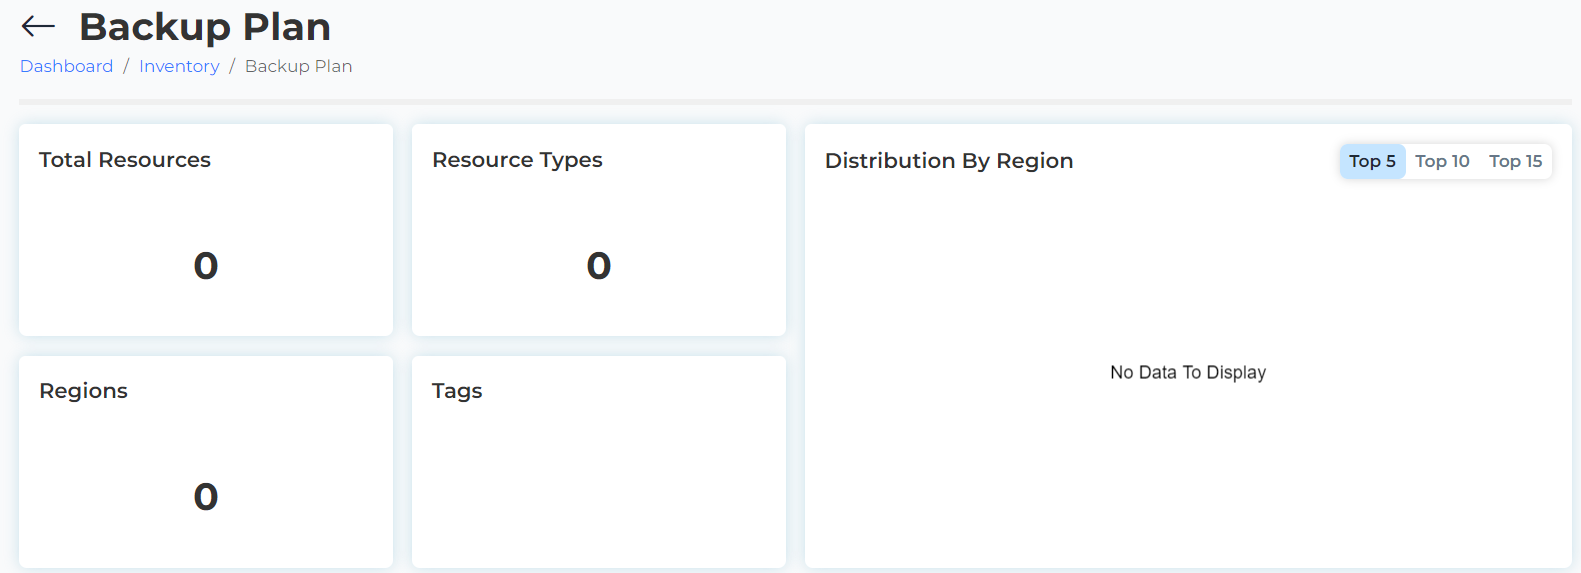 Backup Plan
Dashboard / Inventory / Backup Plan
Total Resources
0
Resource Types
0
Distribution By Region
Top 5 Top 10 Top 15
No Data To Display
Regions
0
Tags